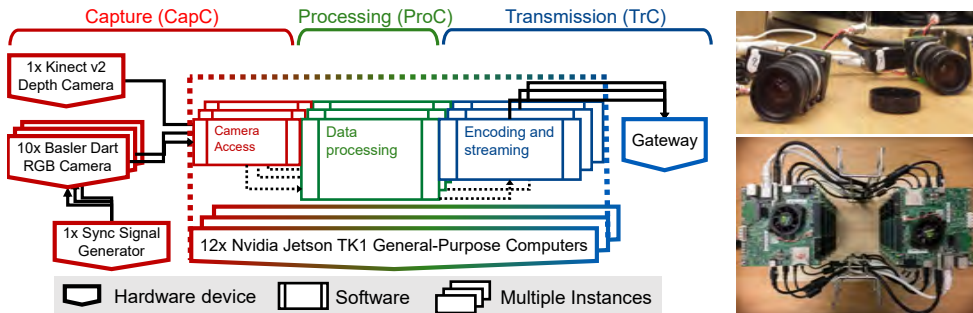 Capture (CapC)
Processing (ProC)
Transmission (TrC)
1x Kinect v2
Depth Camera
10x Basler Dart
RGB Camera
1x Sync Signal
Generator
Camera
Access
Data
processing
Encoding and
streaming
Gateway
12x Nvidia Jetson TK1 General-Purpose Computers
Hardware device
Software
Multiple Instances